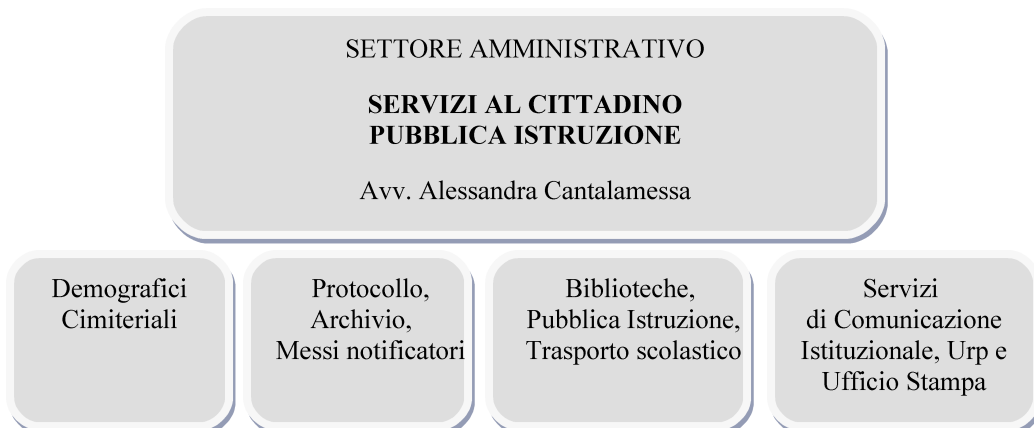 SETTORE AMMINISTRATIVO
SERVIZI AL CITTADINO
PUBBLICA ISTRUZIONE
Avv. Alessandra Cantalamessa
Demografici
Cimiteriali
Protocollo,
Archivio,
Messi notificatori
Biblioteche,
Pubblica Istruzione,
Trasporto scolastico
Servizi
di Comunicazione
Istituzionale, Urp e
Ufficio Stampa